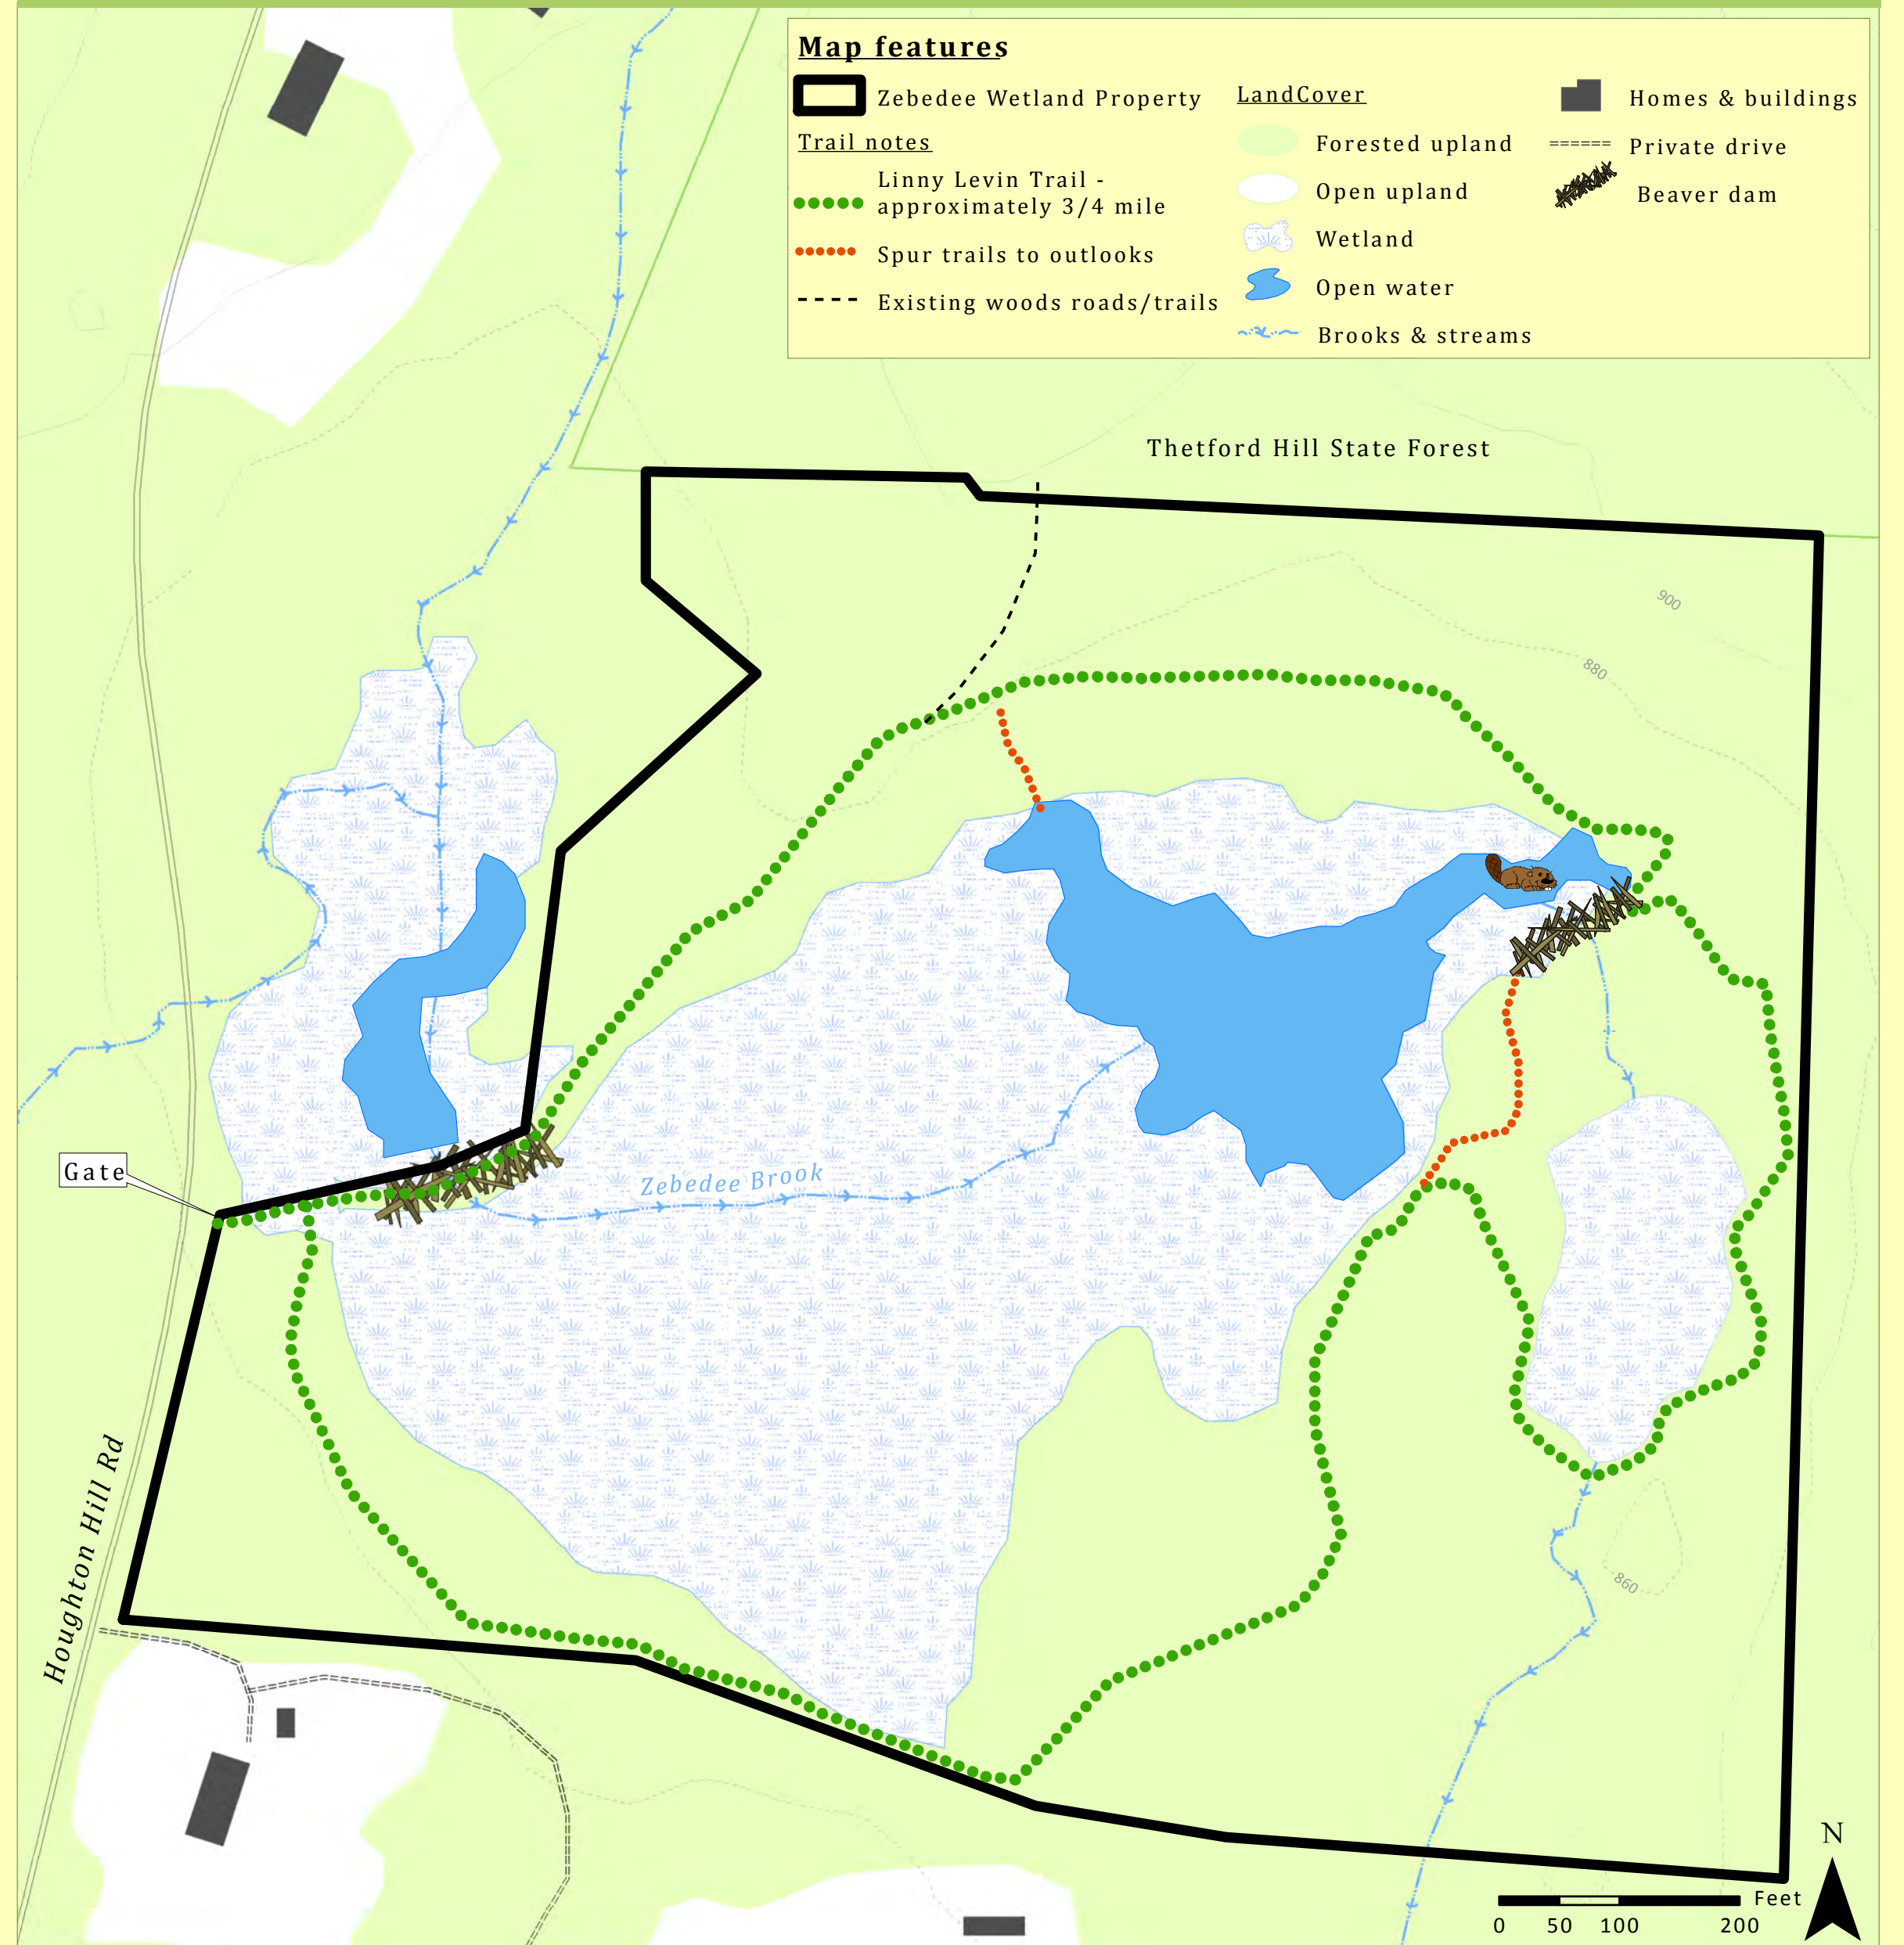 Map features
Zebedee Wetland Property
Trail notes
Linny Levin Trail -
approximately 3/4 mile
Spur trails to outlooks
Existing woods roads/trails
LandCover
Forested upland
Open upland
Wetland
Open water
Brooks & streams
Homes & buildings
Private drive
Beaver dam
Thetford Hill State Forest
900
880
Gate
Zebedee Brook
Houghton Hill Rd
860
N
Feet
0 50 100 200